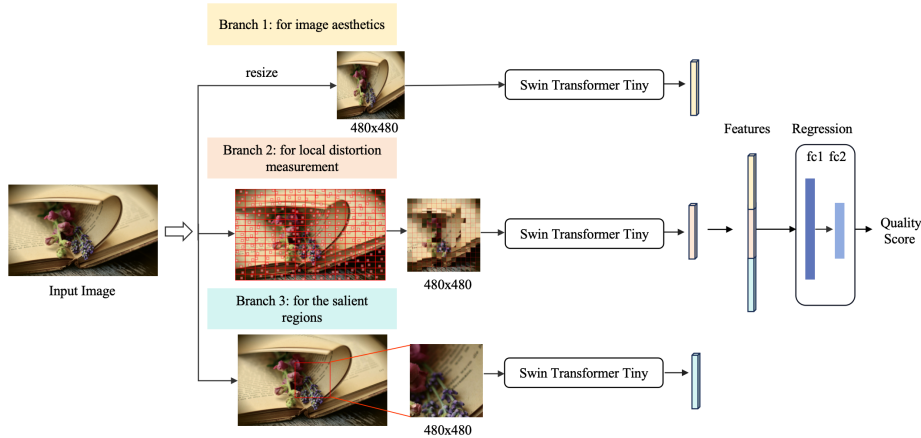 Branch 1: for image aesthetics
resize
480x480
Swin Transformer Tiny
Branch 2: for local distortion
measurement
480x480
Swin Transformer Tiny
Branch 3: for the salient
regions
480x480
Swin Transformer Tiny
Input Image
Features
Regression
fc1 fc2
Quality
Score